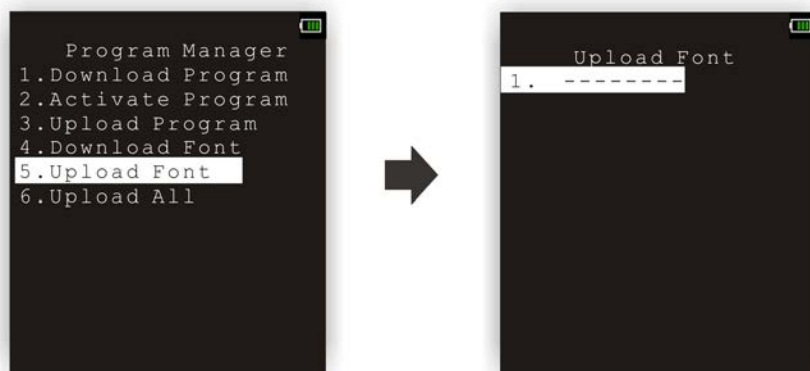 Program Manager
1.Download Program
2.Activate Program
3.Upload Program
4.Download Font
5.Upload Font
6.Upload All
Upload Font
1. --------